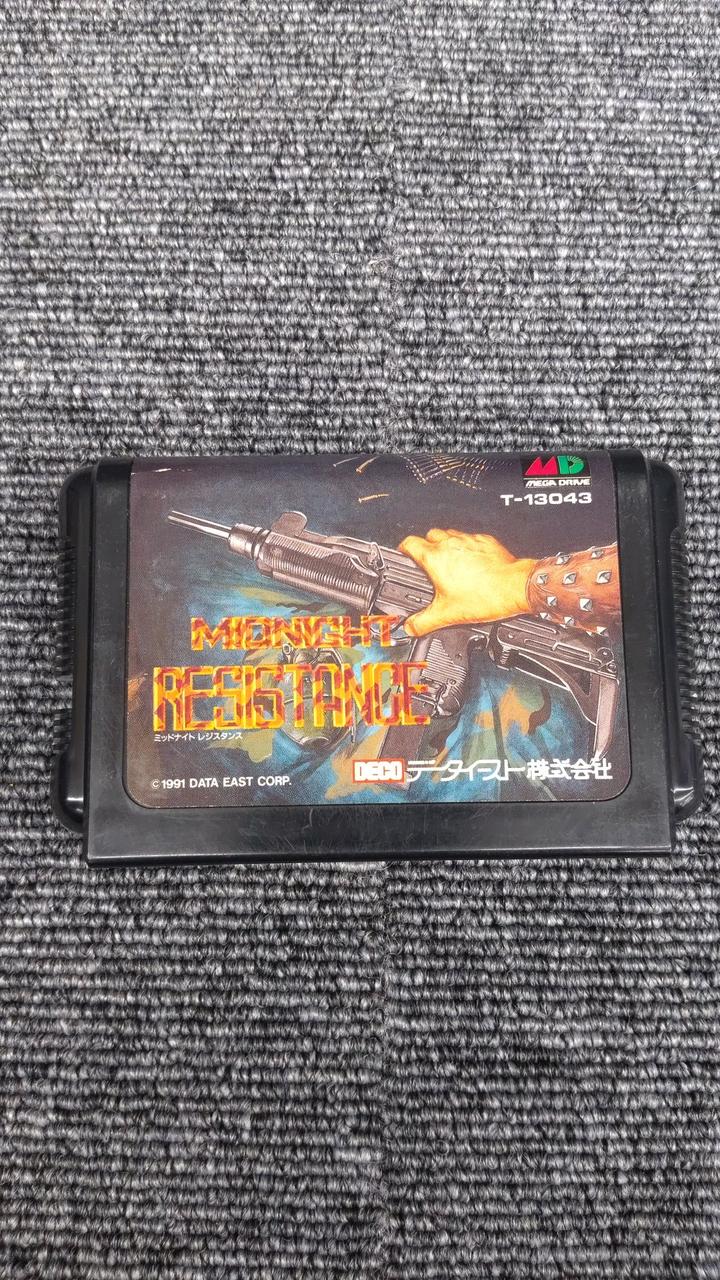 MD
MEGA DRIVE
T-13043
MIDNIGHT
RESISTANCE
ミッドナイト レジスタンス
© 1991 DATA EAST CORP.
DECO データイースト株式会社